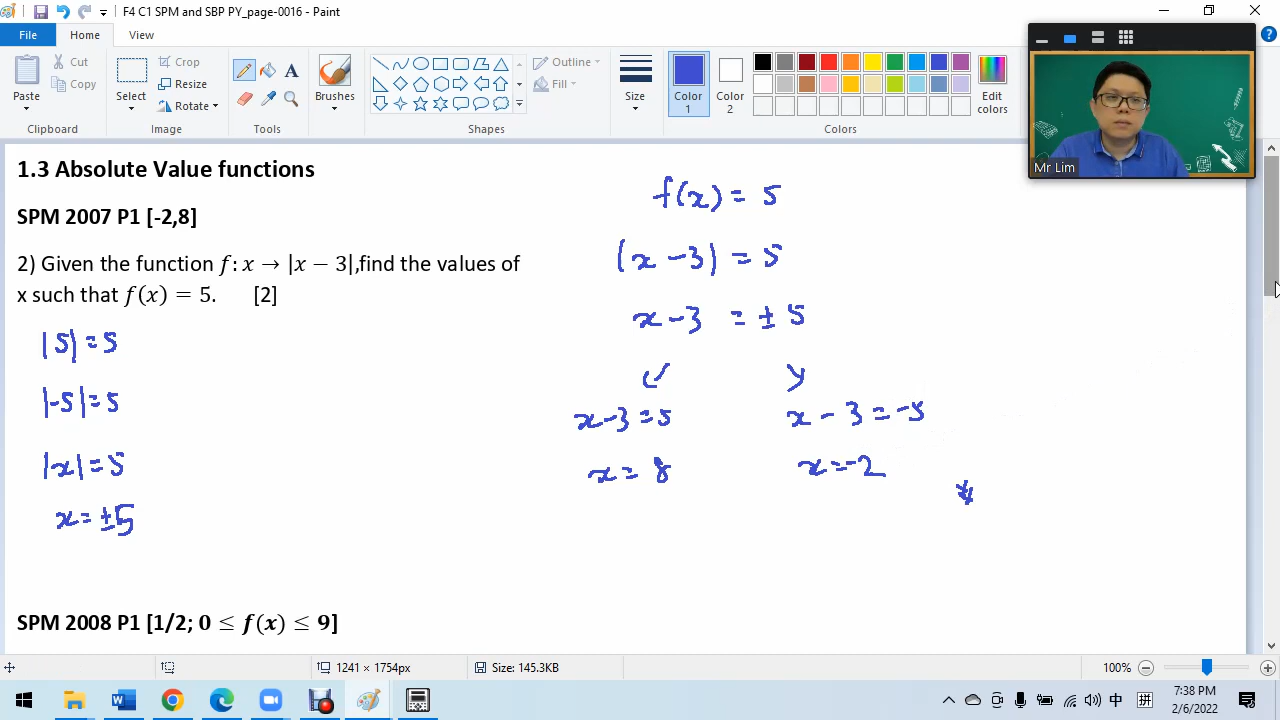 F4 C1 SPM and SBP PY_page-0016 - Paint
File Home View
Paste Cut Copy Clipboard
Select Crop Resize Rotate Image
Tools
Brushes
Shapes Outline Fill
Size
Color 1 Color 2 Edit colors Colors
Mr Lim
1.3 Absolute Value functions
SPM 2007 P1 [-2,8]
2) Given the function f: x → |x − 3|,find the values of
x such that f(x) = 5. [2]
|5| = 5
|-5| = 5
|x| = 5
x = ±5
f(x) = 5
|x - 3| = 5
x - 3 = ± 5
x - 3 = 5 x - 3 = -5
x = 8 x = -2
SPM 2008 P1 [1/2; 0 ≤ f(x) ≤ 9]
1241 × 1754px Size: 145.3KB 100%
中 拼 7:38 PM
2/6/2022